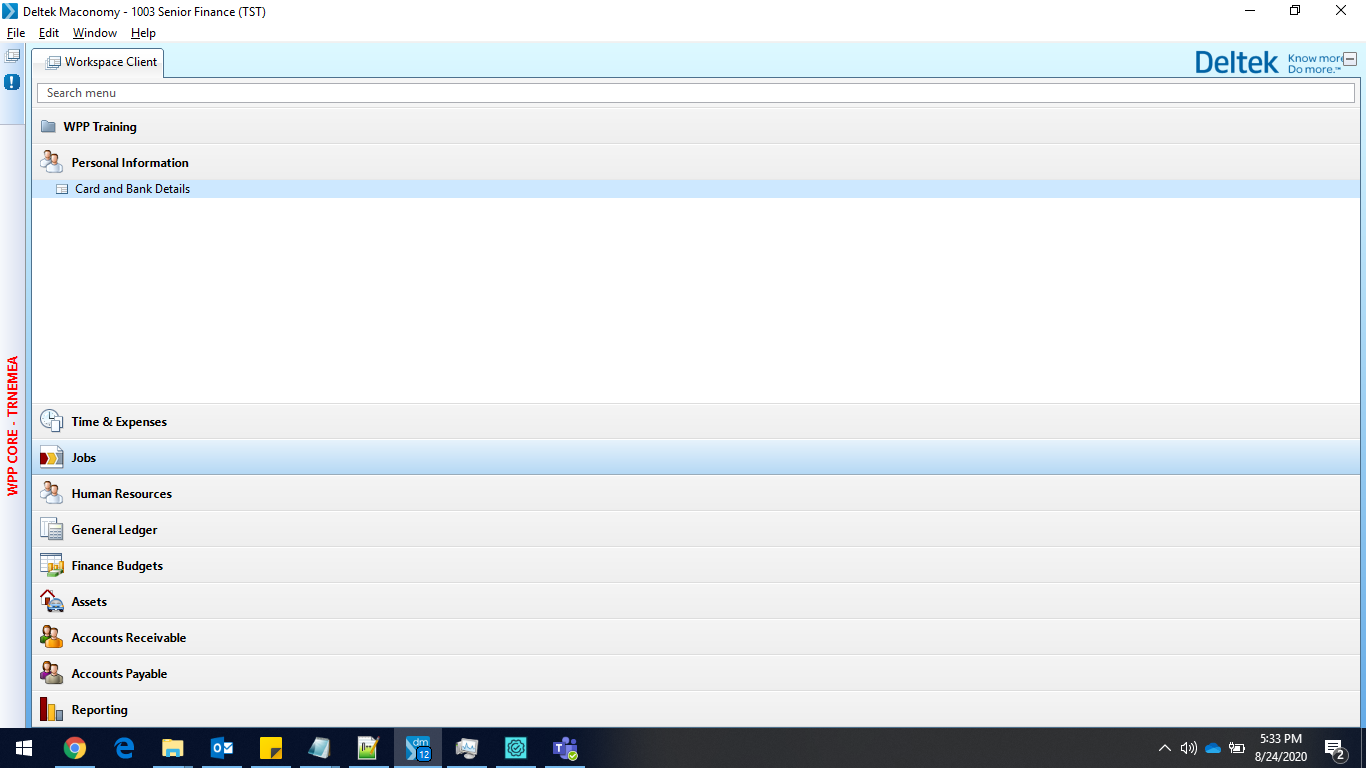 Deltek Maconomy - 1003 Senior Finance (TST)
File Edit Window Help
Workspace Client
Deltek Know more
Do more.™
Search menu
WPP Training
Personal Information
Card and Bank Details
WPP CORE - TRNEMEA
Time & Expenses
Jobs
Human Resources
General Ledger
Finance Budgets
Assets
Accounts Receivable
Accounts Payable
Reporting
dm
12
5:33 PM
8/24/2020
2